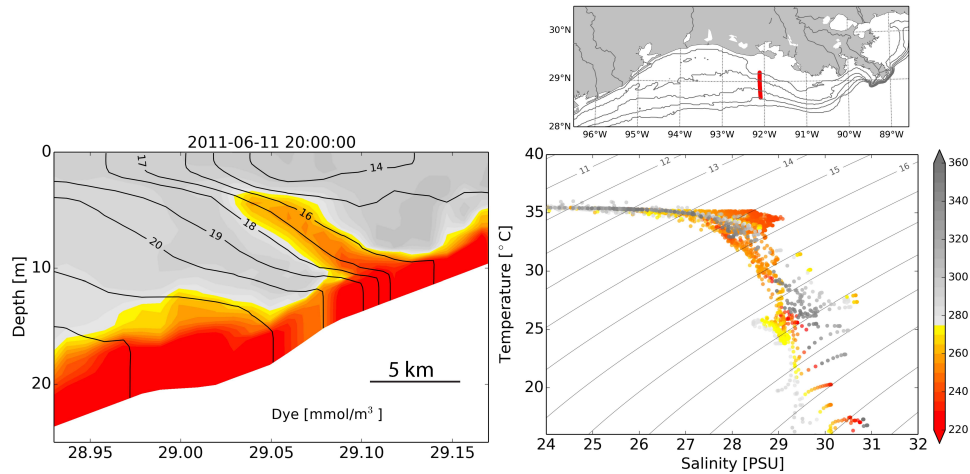 30°N
29°N
28°N
96°W 95°W 94°W 93°W 92°W 91°W 90°W 89°W
2011-06-11 20:00:00
0
10
20
Depth [m]
17
14
16
18
19
20
5 km
Dye [mmol/m³]
28.95 29.00 29.05 29.10 29.15
40
35
30
25
20
Temperature [°C]
11 12 13 14 15 16
24 25 26 27 28 29 30 31 32
Salinity [PSU]
360
340
320
300
280
260
240
220